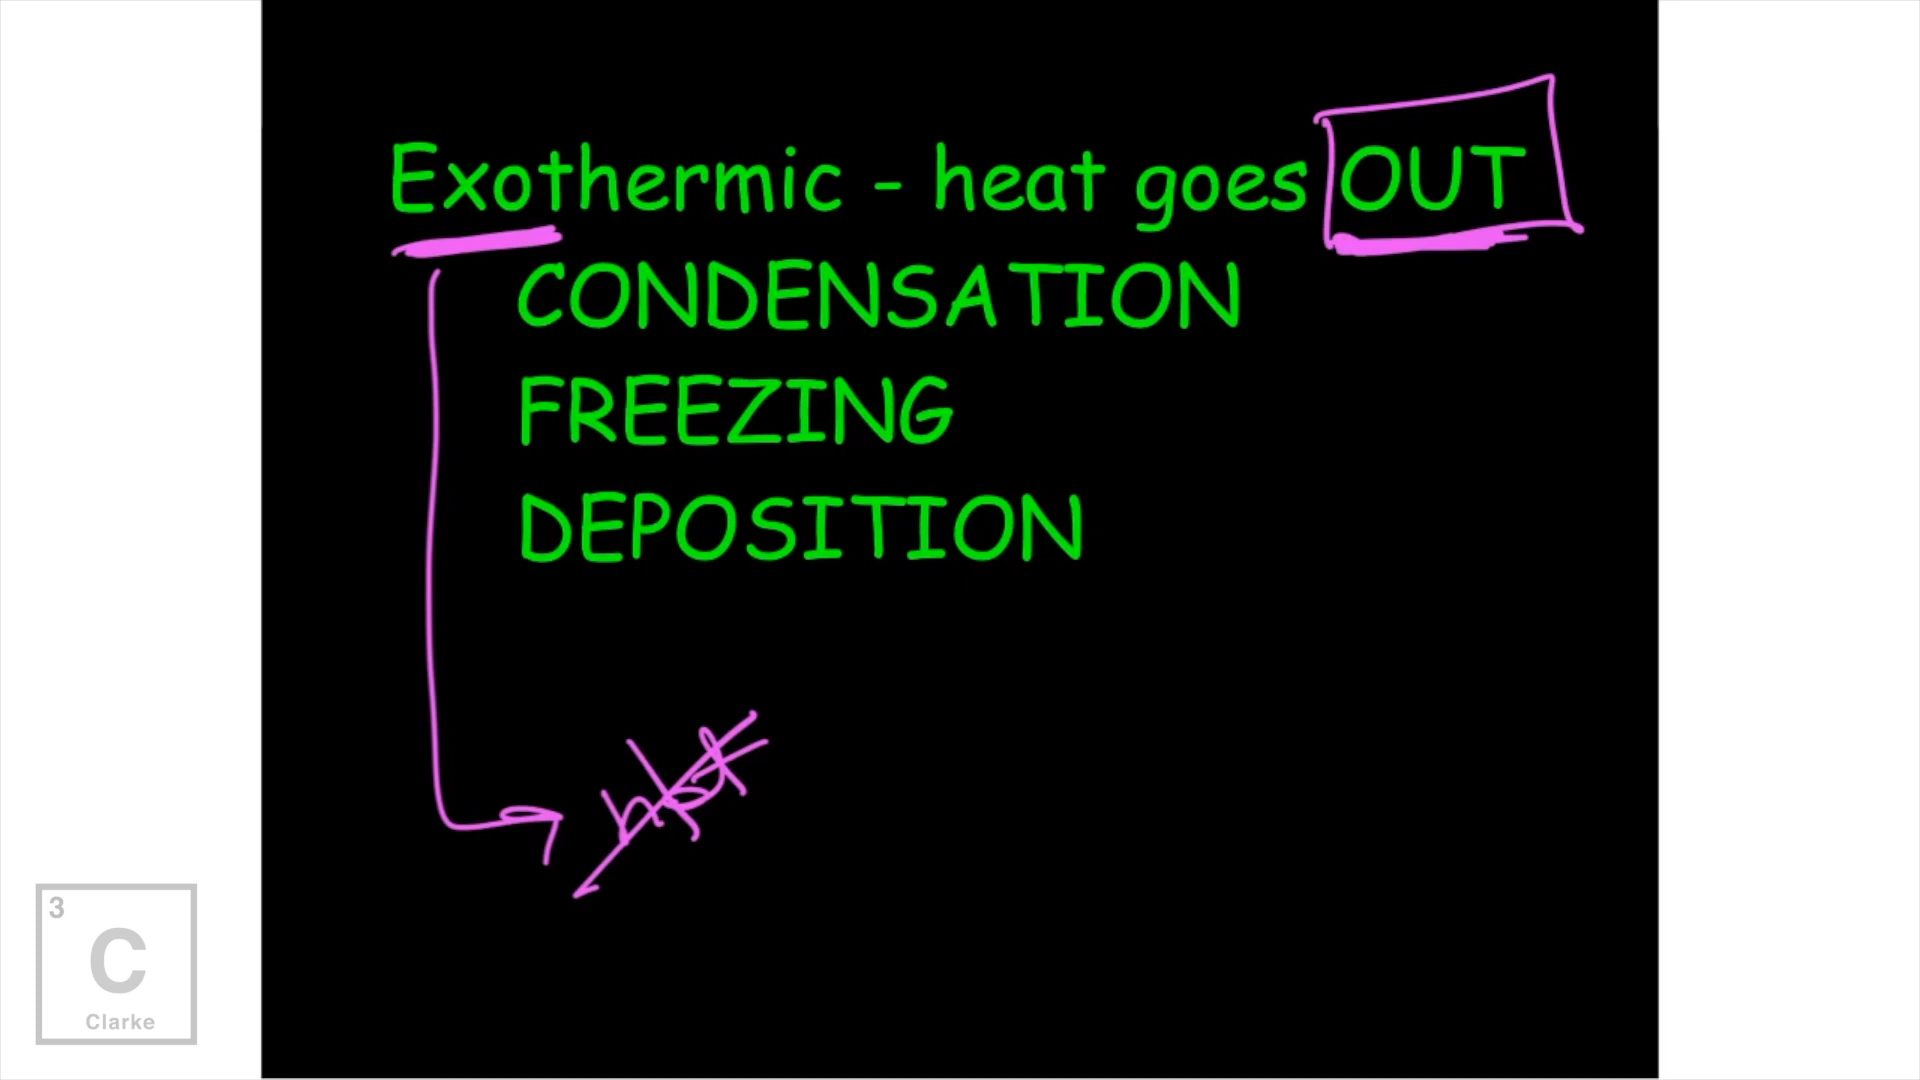 Exothermic - heat goes OUT
CONDENSATION
FREEZING
DEPOSITION
3
C
Clarke